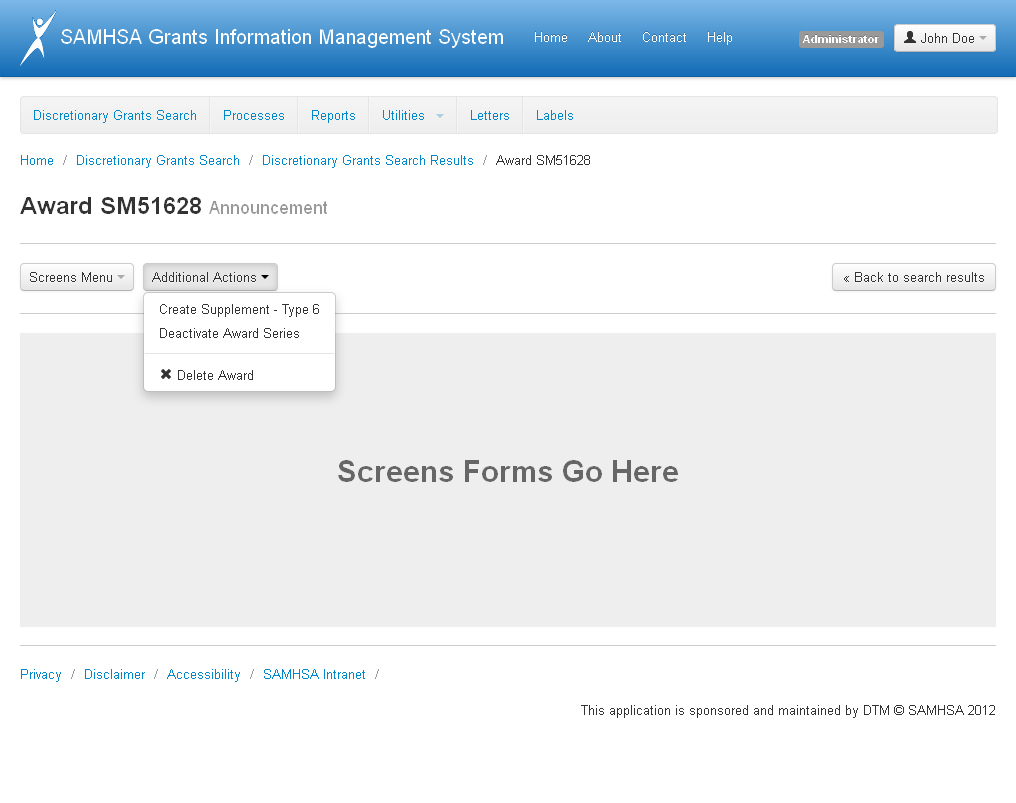 SAMHSA Grants Information Management System Home About Contact Help Administrator John Doe
Discretionary Grants Search Processes Reports Utilities Letters Labels
Home / Discretionary Grants Search / Discretionary Grants Search Results / Award SM51628
Award SM51628 Announcement
Screens Menu Additional Actions « Back to search results
Create Supplement - Type 6
Deactivate Award Series
✖ Delete Award
Screens Forms Go Here
Privacy / Disclaimer / Accessibility / SAMHSA Intranet /
This application is sponsored and maintained by DTM © SAMHSA 2012